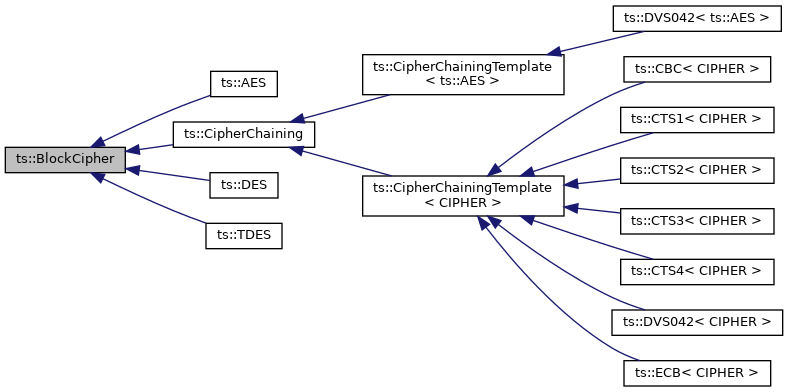 ts::BlockCipher
ts::AES
ts::CipherChaining
ts::DES
ts::TDES
ts::CipherChainingTemplate
< ts::AES >
ts::CipherChainingTemplate
< CIPHER >
ts::DVS042< ts::AES >
ts::CBC< CIPHER >
ts::CTS1< CIPHER >
ts::CTS2< CIPHER >
ts::CTS3< CIPHER >
ts::CTS4< CIPHER >
ts::DVS042< CIPHER >
ts::ECB< CIPHER >